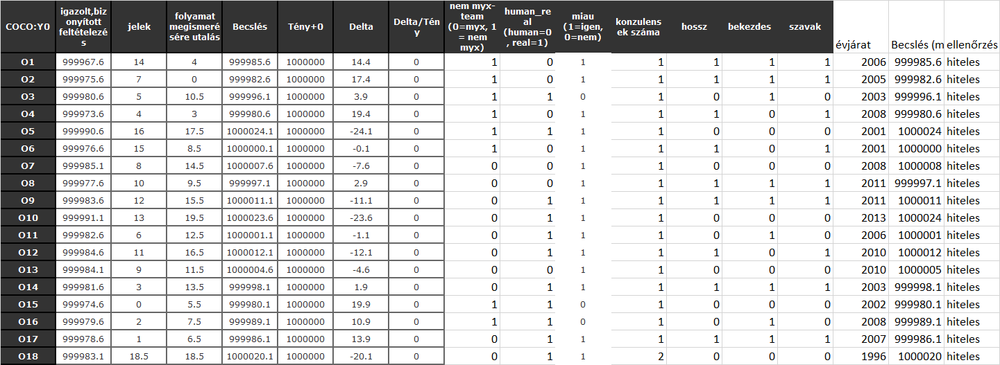 COCO:Y0 igazolt,biz onyított feltételezé s jelek folyamat megismeré sére utalás Becslés Tény+0 Delta Delta/Tén y nem myx-team (0=myx, 1 = nem myx) human_re al (human=0 , real=1) miau (1=igen, 0=nem) konzulens ek száma hossz bekezdes szavak évjárat Becslés (m ellenőrzés
O1 999967.6 14 4 999985.6 1000000 14.4 0 1 0 1 1 1 1 1 2006 999985.6 hiteles
O2 999975.6 7 0 999982.6 1000000 17.4 0 1 0 1 1 1 1 1 2005 999982.6 hiteles
O3 999980.6 5 10.5 999996.1 1000000 3.9 0 1 1 0 1 0 1 0 2003 999996.1 hiteles
O4 999973.6 4 3 999980.6 1000000 19.4 0 1 0 1 1 1 0 1 2008 999980.6 hiteles
O5 999990.6 16 17.5 1000024.1 1000000 -24.1 0 1 1 1 1 0 0 0 2001 1000024 hiteles
O6 999976.6 15 8.5 1000000.1 1000000 -0.1 0 1 0 1 1 1 0 1 2001 1000000 hiteles
O7 999985.1 8 14.5 1000007.6 1000000 -7.6 0 0 0 1 1 0 0 0 2008 1000008 hiteles
O8 999977.6 10 9.5 999997.1 1000000 2.9 0 0 0 1 1 1 1 1 2011 999997.1 hiteles
O9 999983.6 12 15.5 1000011.1 1000000 -11.1 0 0 1 1 1 1 1 1 2011 1000011 hiteles
O10 999991.1 13 19.5 1000023.6 1000000 -23.6 0 0 1 1 1 0 0 0 2013 1000024 hiteles
O11 999982.6 6 12.5 1000001.1 1000000 -1.1 0 0 1 1 1 0 1 0 2006 1000001 hiteles
O12 999984.6 11 16.5 1000012.1 1000000 -12.1 0 0 1 1 1 1 0 1 2010 1000012 hiteles
O13 999984.1 9 11.5 1000004.6 1000000 -4.6 0 0 0 1 1 0 0 0 2010 1000005 hiteles
O14 999981.6 3 13.5 999998.1 1000000 1.9 0 0 1 1 1 1 1 1 2003 999998.1 hiteles
O15 999974.6 0 5.5 999980.1 1000000 19.9 0 1 1 0 1 0 0 0 2002 999980.1 hiteles
O16 999979.6 2 7.5 999989.1 1000000 10.9 0 1 1 0 1 0 1 0 2008 999989.1 hiteles
O17 999978.6 1 6.5 999986.1 1000000 13.9 0 0 1 1 1 1 1 1 2007 999986.1 hiteles
O18 999983.1 18.5 18.5 1000020.1 1000000 -20.1 0 0 1 1 2 0 0 0 1996 1000020 hiteles